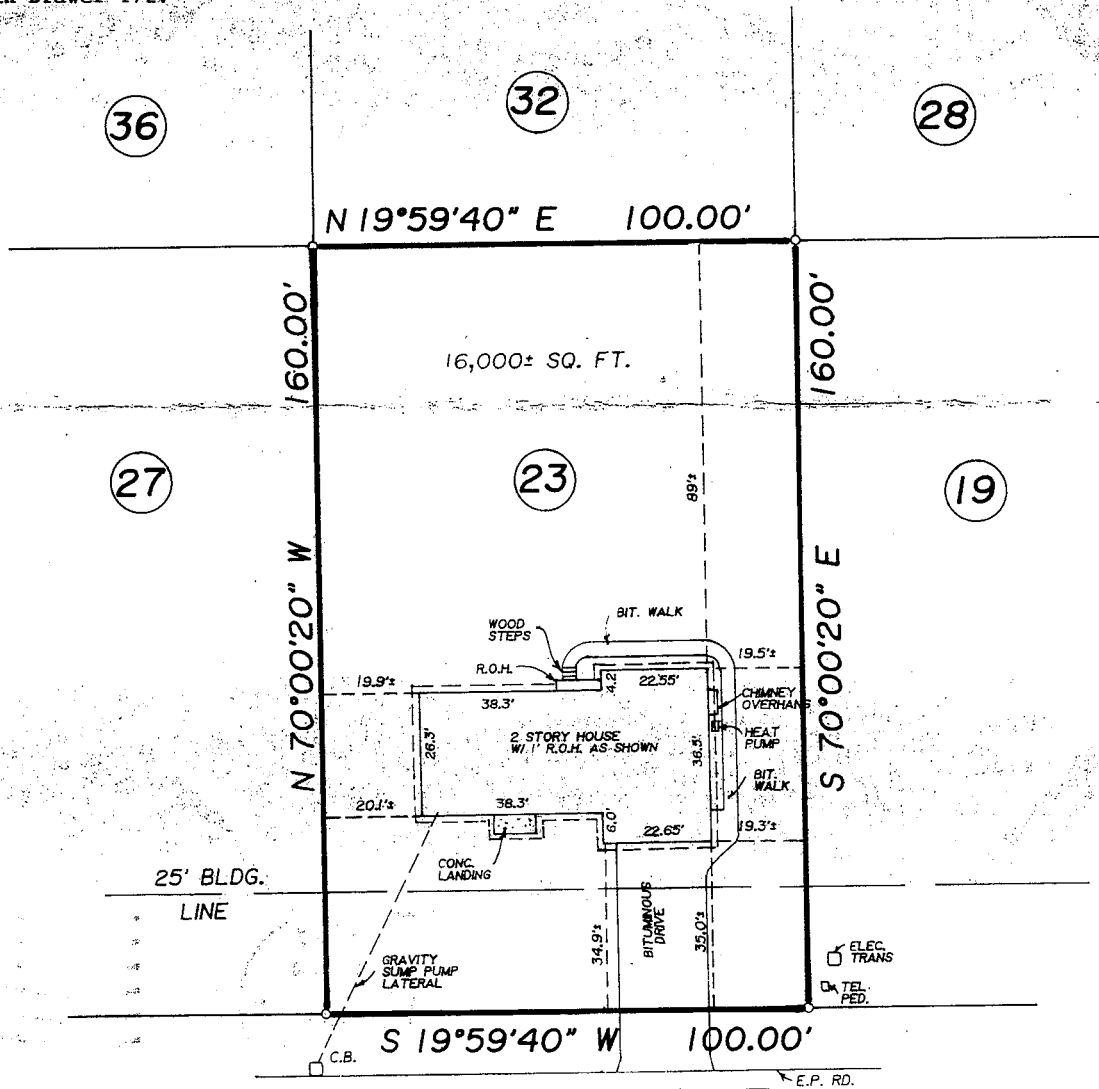 36
32
28
N 19°59'40" E 100.00'
160.00'
160.00'
16,000± SQ. FT.
27
23
19
89'±
N 70°00'20" W
S 70°00'20" E
WOOD
STEPS
BIT. WALK
R.O.H.
19.9'±
19.5'±
4.2'
22.55'
38.3'
CHIMNEY
OVERHANG
26.3'
2 STORY HOUSE
W/ 1' R.O.H. AS SHOWN
36.5'
HEAT
PUMP
BIT.
WALK
20.1'±
38.3'
6.0'
22.65'
19.3'±
CONC.
LANDING
25' BLDG.
LINE
34.9'±
BITUMINOUS
DRIVE
35.0'±
GRAVITY
SUMP PUMP
LATERAL
ELEC.
TRANS
TEL.
PED.
S 19°59'40" W 100.00'
C.B.
E.P. RD.